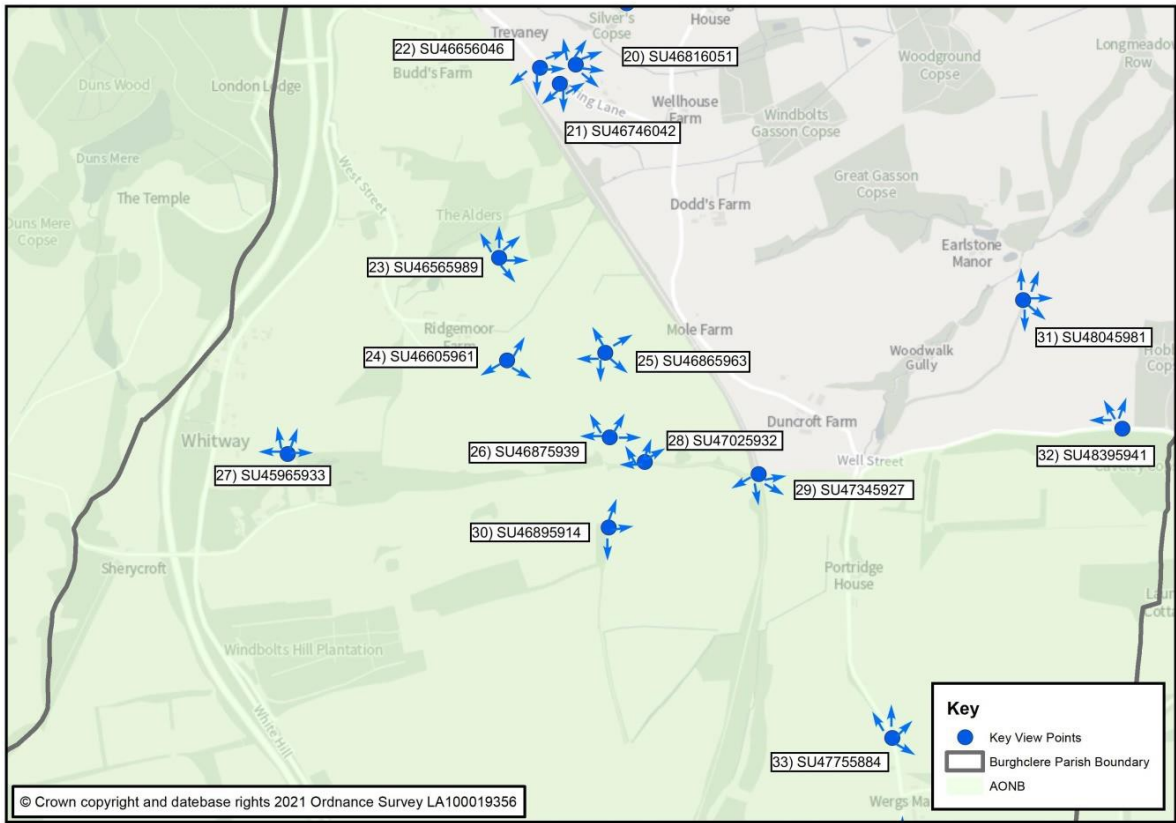 Silver's
Copse
House
Trevaney
22) SU46656046
Budd's Farm
20) SU46816051
Woodground
Copse
Longmeadow
Row
Duns Wood
London Lodge
Wellhouse
Farm
Windbolts
Gasson Copse
21) SU46746042
Duns Mere
West Street
Great Gasson
Copse
The Temple
Dodd's Farm
Duns Mere
Copse
The Alders
Earlstone
Manor
23) SU46565989
Ridgemoor
Farm
Mole Farm
31) SU48045981
24) SU46605961
25) SU46865963
Woodwalk
Gully
Duncroft Farm
Whitway
28) SU47025932
26) SU46875939
Well Street
32) SU48395941
27) SU45965933
29) SU47345927
30) SU46895914
Sherycroft
Portridge
House
Windbolts Hill Plantation
White Hill
Key
Key View Points
Burghclere Parish Boundary
AONB
33) SU47755884
© Crown copyright and datebase rights 2021 Ordnance Survey LA100019356